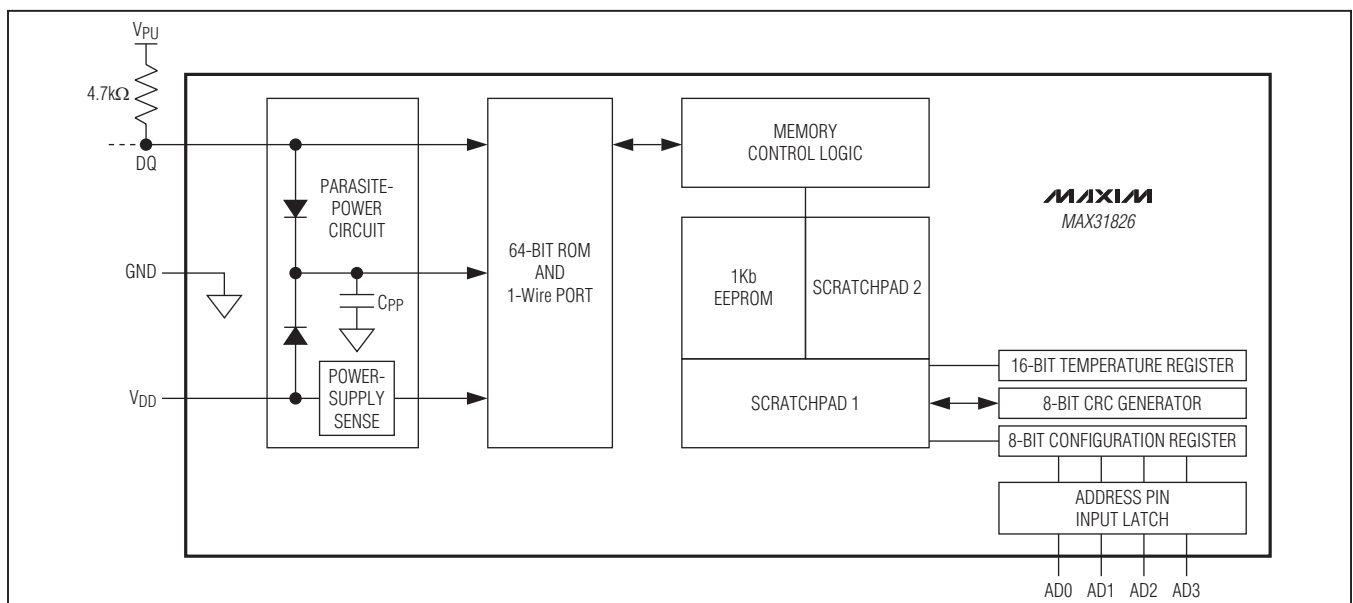 VPU
4.7kΩ
DQ
GND
VDD
PARASITE-
POWER
CIRCUIT
CPP
POWER-
SUPPLY
SENSE
64-BIT ROM
AND
1-Wire PORT
MEMORY
CONTROL LOGIC
1Kb
EEPROM
SCRATCHPAD 2
SCRATCHPAD 1
MAXIM
MAX31826
16-BIT TEMPERATURE REGISTER
8-BIT CRC GENERATOR
8-BIT CONFIGURATION REGISTER
ADDRESS PIN
INPUT LATCH
AD0 AD1 AD2 AD3